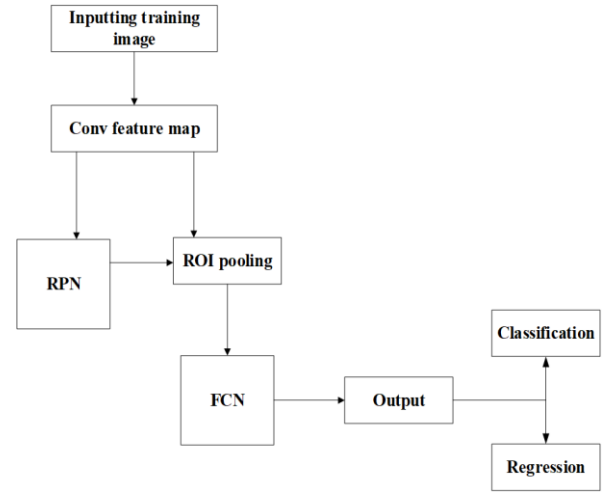 Inputting training
image
Conv feature map
RPN
ROI pooling
FCN
Output
Classification
Regression